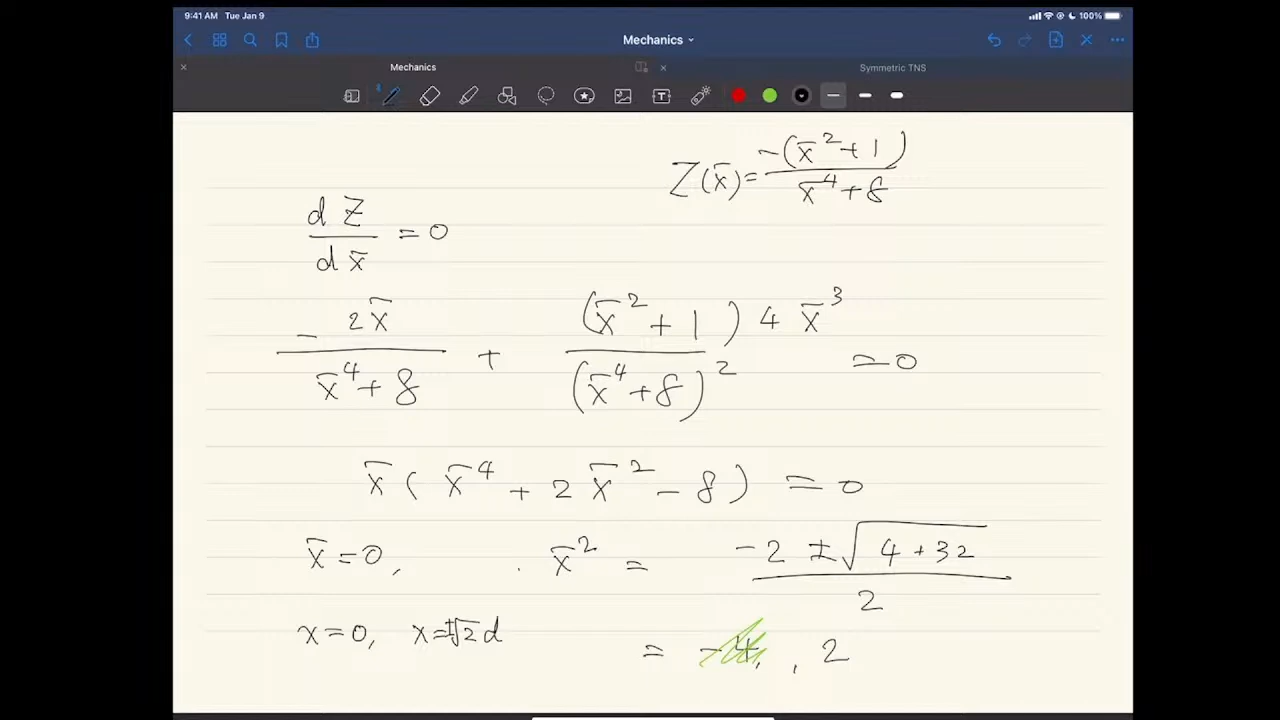 9:41 AM Tue Jan 9
100%
Mechanics
Mechanics
Symmetric TNS
Z(x̄) = -(x̄² + 1) / x̄⁴ + 8
dZ / dx̄ = 0
- 2x̄ / x̄⁴ + 8 + (x̄² + 1) 4 x̄³ / (x̄⁴ + 8)² = 0
x̄ ( x̄⁴ + 2 x̄² - 8 ) = 0
x̄ = 0, . x̄² = -2 ± √4 + 32 / 2
x = 0, x = ±√2 d
= -4, , 2